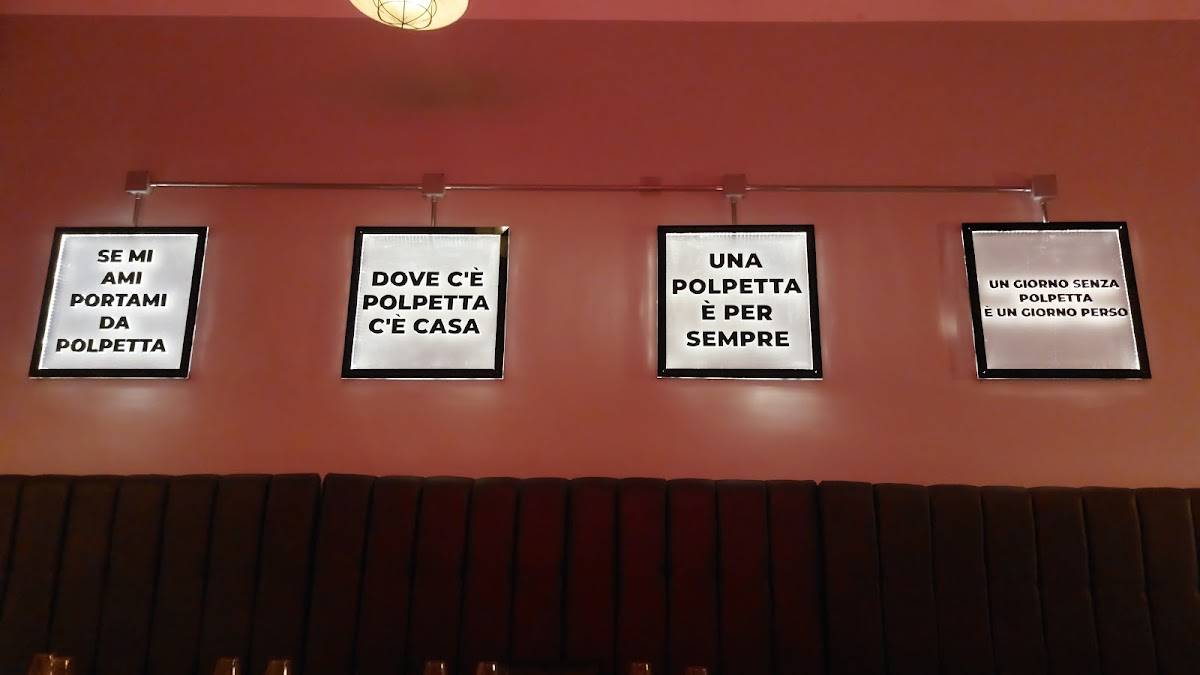 SE MI
AMI
PORTAMI
DA
POLPETTA
DOVE C'È
POLPETTA
C'È CASA
UNA
POLPETTA
È PER
SEMPRE
UN GIORNO SENZA
POLPETTA
È UN GIORNO PERSO